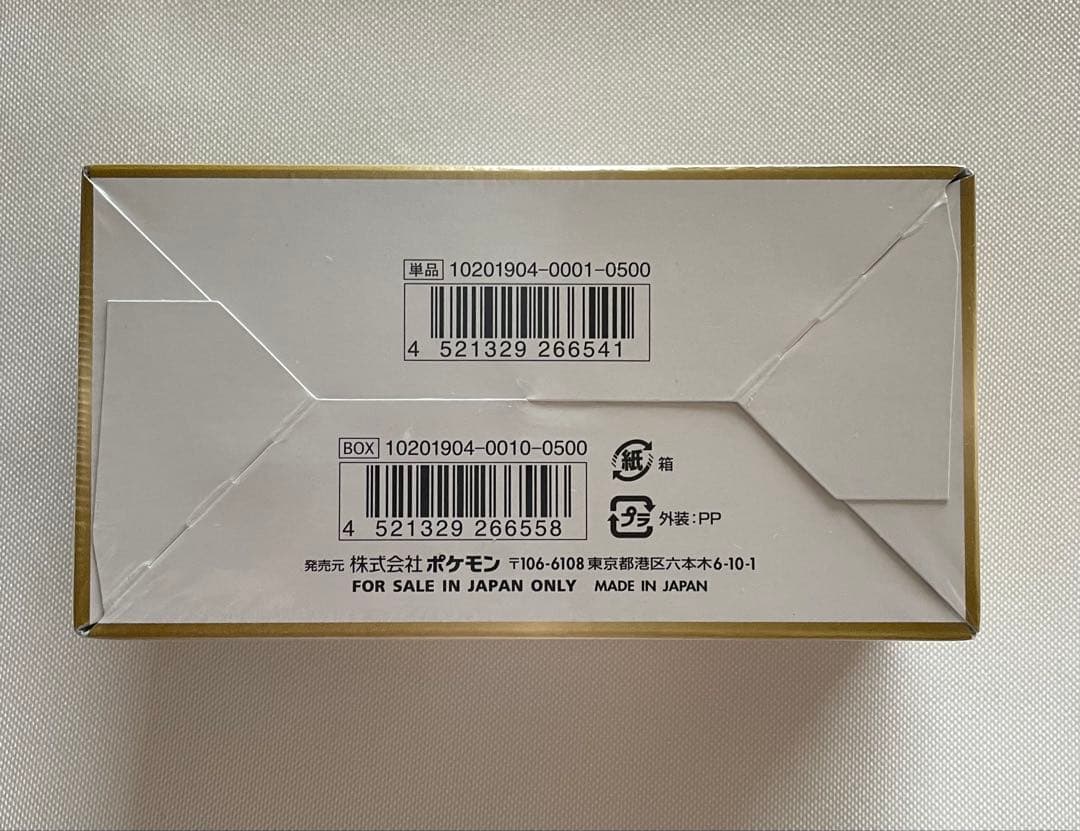 単品 10201904-0001-0500
4 521329 266541
BOX 10201904-0010-0500
4 521329 266558
紙 箱
プラ 外装:PP
発売元 株式会社ポケモン 〒106-6108 東京都港区六本木6-10-1
FOR SALE IN JAPAN ONLY MADE IN JAPAN